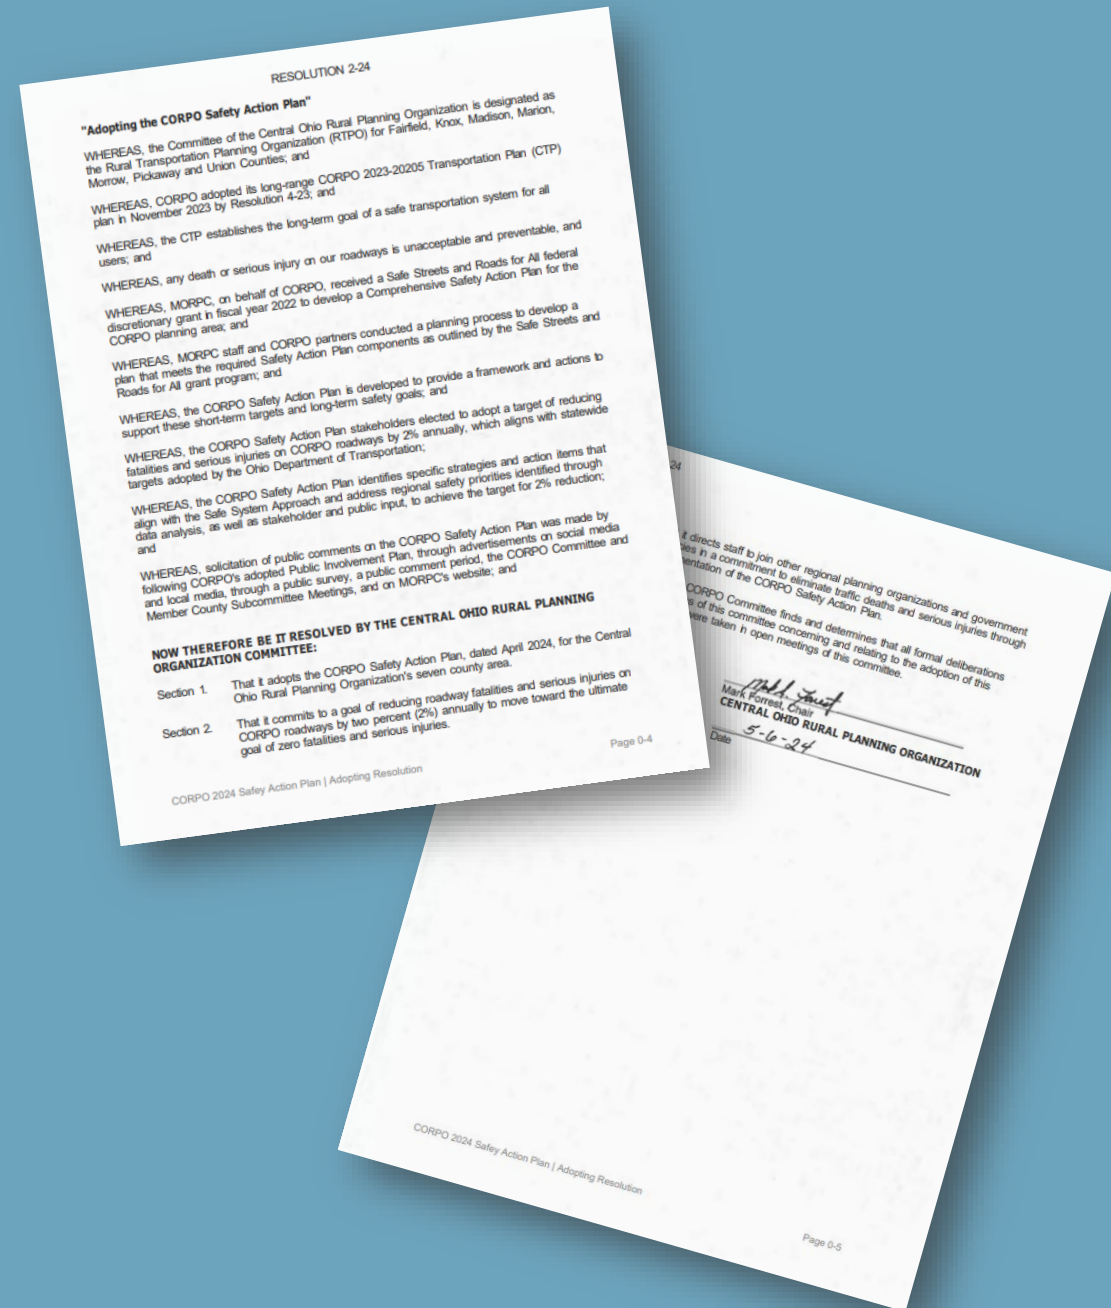 RESOLUTION 2-24
"Adopting the CORPO Safety Action Plan"
WHEREAS, the Committee of the Central Ohio Rural Planning Organization is designated as
the Rural Transportation Planning Organization (RTPO) for Fairfield, Knox, Madison, Marion,
Morrow, Pickaway and Union Counties; and
WHEREAS, CORPO adopted its long-range CORPO 2023-20205 Transportation Plan (CTP)
plan in November 2023 by Resolution 4-23; and
WHEREAS, the CTP establishes the long-term goal of a safe transportation system for all
users; and
WHEREAS, any death or serious injury on our roadways is unacceptable and preventable, and
WHEREAS, MORPC, on behalf of CORPO, received a Safe Streets and Roads for All federal
discretionary grant in fiscal year 2022 to develop a Comprehensive Safety Action Plan for the
CORPO planning area; and
WHEREAS, MORPC staff and CORPO partners conducted a planning process to develop a
plan that meets the required Safety Action Plan components as outlined by the Safe Streets and
Roads for All grant program; and
WHEREAS, the CORPO Safety Action Plan is developed to provide a framework and actions to
support these short-term targets and long-term safety goals; and
WHEREAS, the CORPO Safety Action Plan stakeholders elected to adopt a target of reducing
fatalities and serious injuries on CORPO roadways by 2% annually, which aligns with statewide
targets adopted by the Ohio Department of Transportation;
WHEREAS, the CORPO Safety Action Plan identifies specific strategies and action items that
align with the Safe System Approach and address regional safety priorities identified through
data analysis, as well as stakeholder and public input, to achieve the target for 2% reduction;
and
WHEREAS, solicitation of public comments on the CORPO Safety Action Plan was made by
following CORPO's adopted Public Involvement Plan, through advertisements on social media
and local media, through a public survey, a public comment period, the CORPO Committee and
Member County Subcommittee Meetings, and on MORPC's website; and
NOW THEREFORE BE IT RESOLVED BY THE CENTRAL OHIO RURAL PLANNING
ORGANIZATION COMMITTEE:
Section 1. That it adopts the CORPO Safety Action Plan, dated April 2024, for the Central
Ohio Rural Planning Organization's seven county area.
Section 2. That it commits to a goal of reducing roadway fatalities and serious injuries on
CORPO roadways by two percent (2%) annually to move toward the ultimate
goal of zero fatalities and serious injuries.
CORPO 2024 Safey Action Plan | Adopting Resolution
Page 0-4
24
it directs staff to join other regional planning organizations and government
in a commitment to eliminate traffic deaths and serious injuries through
of the CORPO Safety Action Plan.
CORPO Committee finds and determines that all formal deliberations
of this committee concerning and relating to the adoption of this
were taken in open meetings of this committee.
Mark Forrest, Chair
CENTRAL OHIO RURAL PLANNING ORGANIZATION
Date 5-6-24
CORPO 2024 Safey Action Plan | Adopting Resolution
Page 0-5